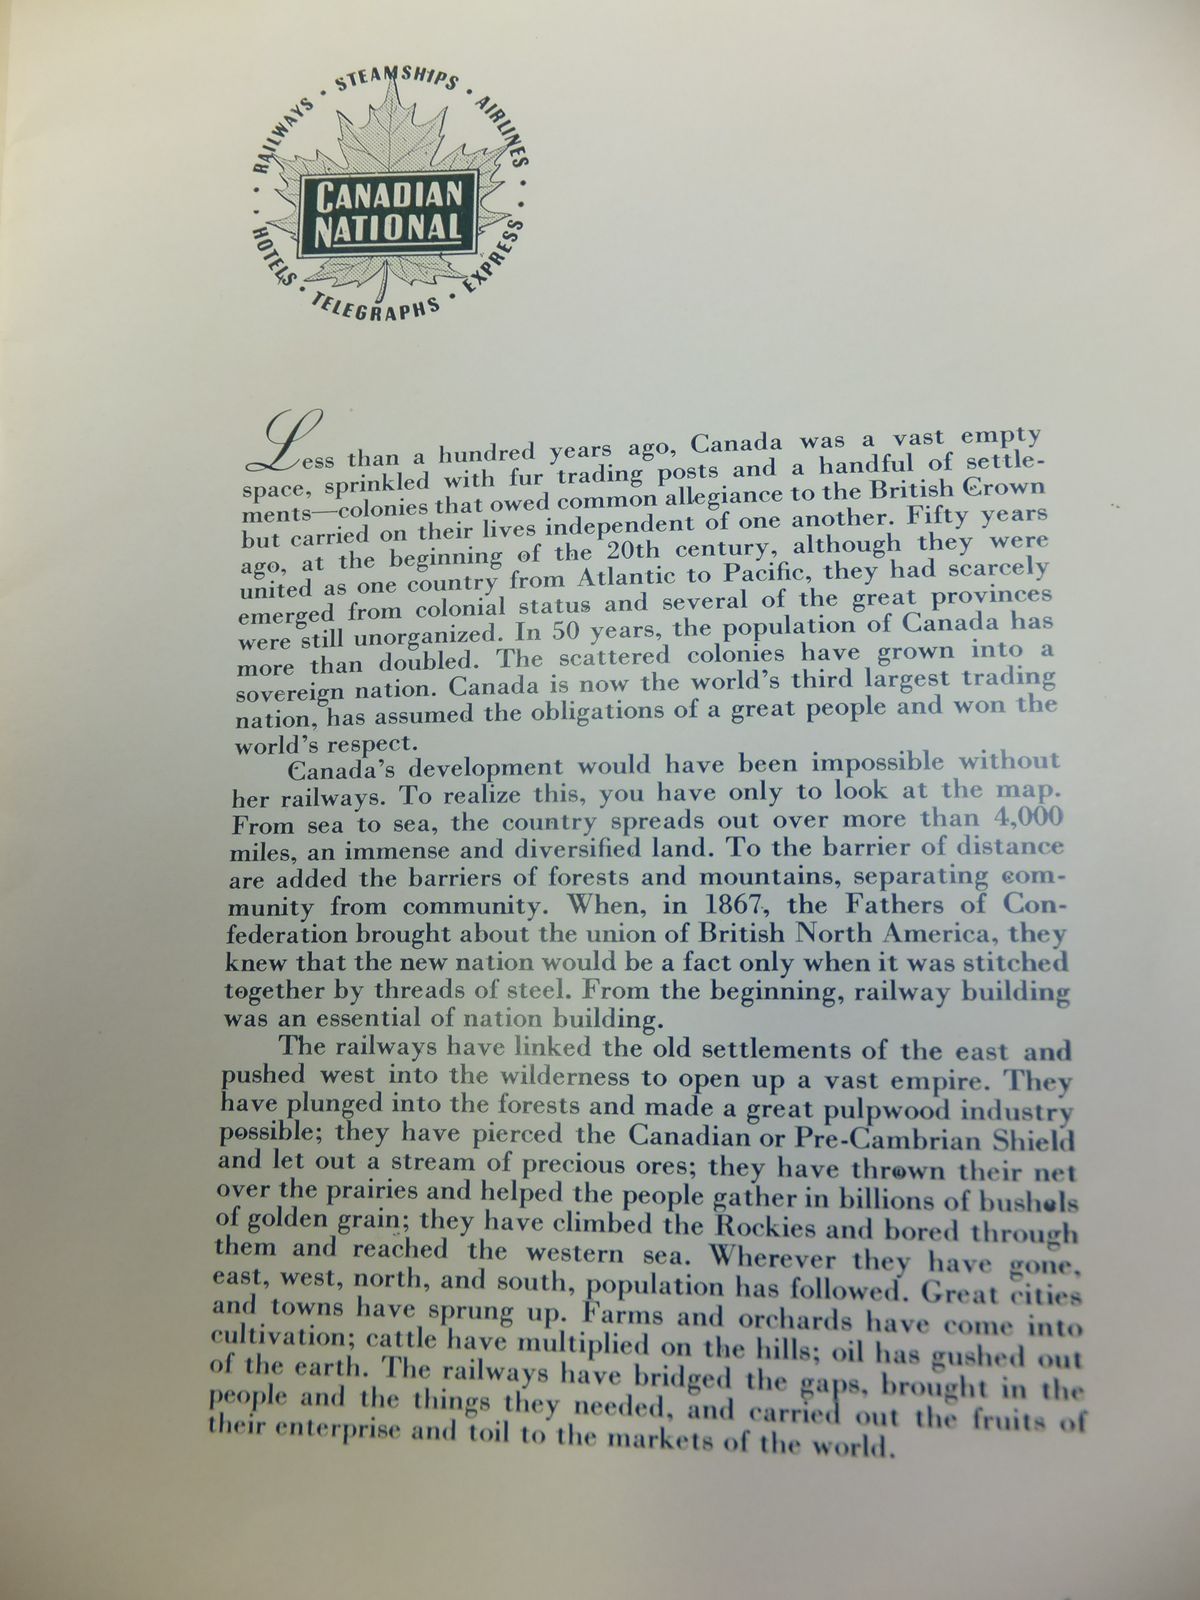 RAILWAYS · STEAMSHIPS · AIRLINES ·
CANADIAN
NATIONAL
· HOTELS · TELEGRAPHS · EXPRESS ·
Less than a hundred years ago, Canada was a vast empty
space, sprinkled with fur trading posts and a handful of settle-
ments—colonies that owed common allegiance to the British Crown
but carried on their lives independent of one another. Fifty years
ago, at the beginning of the 20th century, although they were
united as one country from Atlantic to Pacific, they had scarcely
emerged from colonial status and several of the great provinces
were still unorganized. In 50 years, the population of Canada has
more than doubled. The scattered colonies have grown into a
sovereign nation. Canada is now the world's third largest trading
nation, has assumed the obligations of a great people and won the
world's respect.
Canada's development would have been impossible without
her railways. To realize this, you have only to look at the map.
From sea to sea, the country spreads out over more than 4,000
miles, an immense and diversified land. To the barrier of distance
are added the barriers of forests and mountains, separating com-
munity from community. When, in 1867, the Fathers of Con-
federation brought about the union of British North America, they
knew that the new nation would be a fact only when it was stitched
together by threads of steel. From the beginning, railway building
was an essential of nation building.
The railways have linked the old settlements of the east and
pushed west into the wilderness to open up a vast empire. They
have plunged into the forests and made a great pulpwood industry
possible; they have pierced the Canadian or Pre-Cambrian Shield
and let out a stream of precious ores; they have thrown their net
over the prairies and helped the people gather in billions of bushels
of golden grain; they have climbed the Rockies and bored through
them and reached the western sea. Wherever they have gone,
east, west, north, and south, population has followed. Great cities
and towns have sprung up. Farms and orchards have come into
cultivation; cattle have multiplied on the hills; oil has gushed out
of the earth. The railways have bridged the gaps, brought in the
people and the things they needed, and carried out the fruits of
their enterprise and toil to the markets of the world.